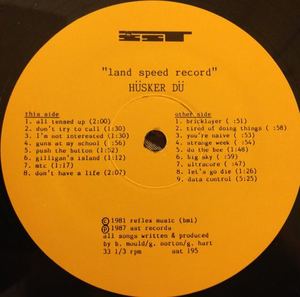 SST
"land speed record"
HÜSKER DÜ
this side
1. all tensed up (2:00)
2. don't try to call (1:30)
3. I'm not interested (1:30)
4. guns at my school ( :56)
5. push the button (1:52)
6. gilligan's island (1:12)
7. mtc (1:17)
8. don't have a life (2:07)
other side
1. bricklayer ( :51)
2. tired of doing things ( :58)
3. you're naive ( :53)
4. strange week ( :54)
5. do the bee (1:48)
6. big sky ( :59)
7. ultracore ( :47)
8. let's go die (1:26)
9. data control (5:25)
© 1981 reflex music (bmi)
℗ 1987 sst records
all songs written & produced
by b. mould/g. norton/g. hart
33 1/3 rpm sst 195